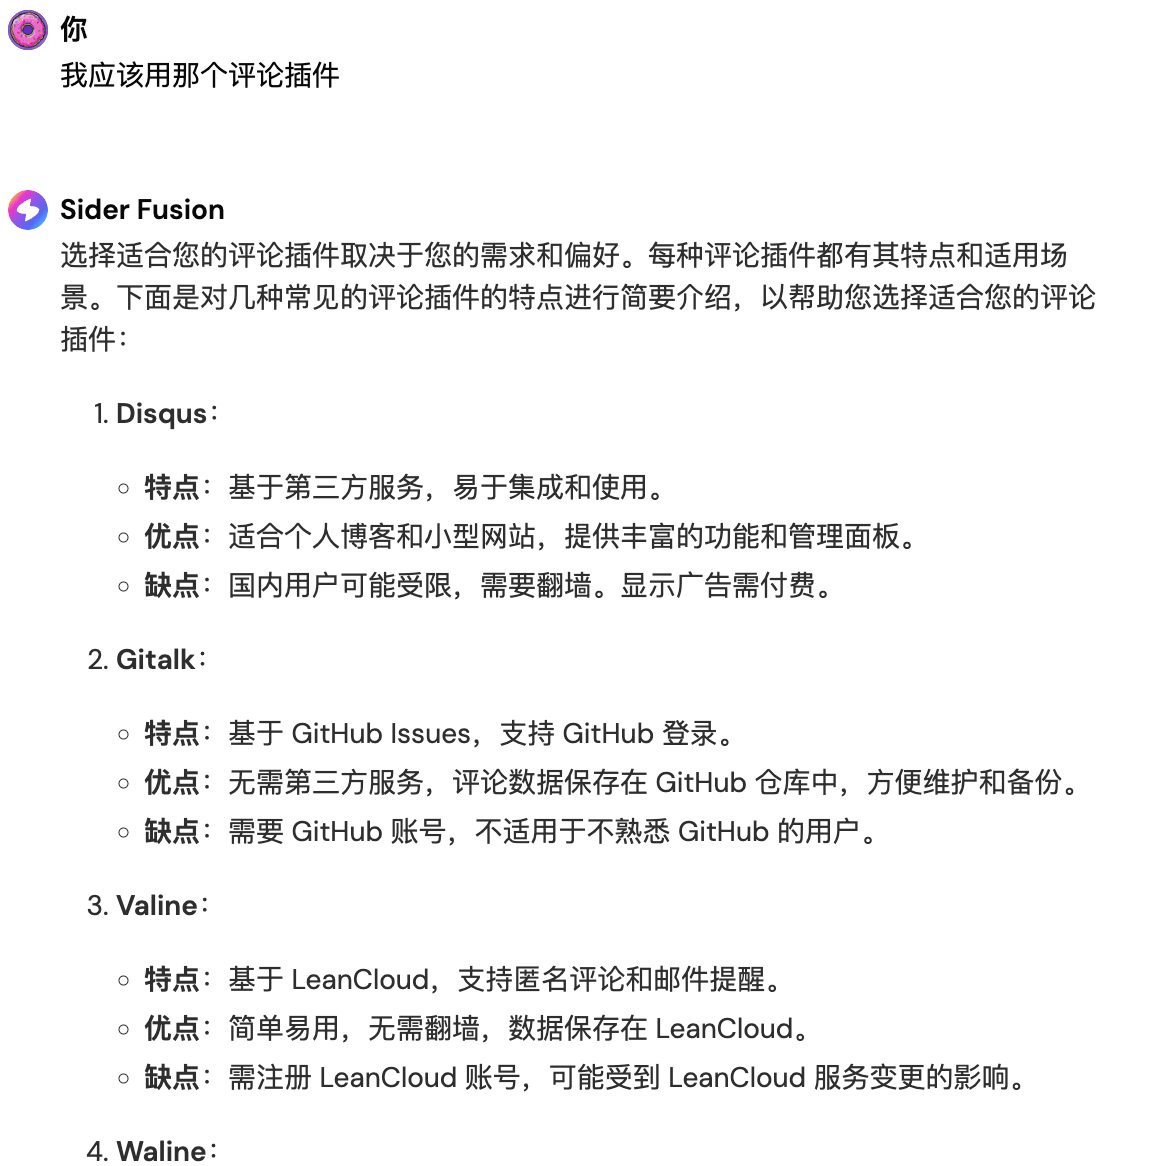 你
我应该用那个评论插件
Sider Fusion
选择适合您的评论插件取决于您的需求和偏好。每种评论插件都有其特点和适用场
景。下面是对几种常见的评论插件的特点进行简要介绍，以帮助您选择适合您的评论
插件：
1. Disqus：
特点：基于第三方服务，易于集成和使用。
优点：适合个人博客和小型网站，提供丰富的功能和管理面板。
缺点：国内用户可能受限，需要翻墙。显示广告需付费。
2. Gitalk：
特点：基于 GitHub Issues，支持 GitHub 登录。
优点：无需第三方服务，评论数据保存在 GitHub 仓库中，方便维护和备份。
缺点：需要 GitHub 账号，不适用于不熟悉 GitHub 的用户。
3. Valine：
特点：基于 LeanCloud，支持匿名评论和邮件提醒。
优点：简单易用，无需翻墙，数据保存在 LeanCloud。
缺点：需注册 LeanCloud 账号，可能受到 LeanCloud 服务变更的影响。
4. Waline：